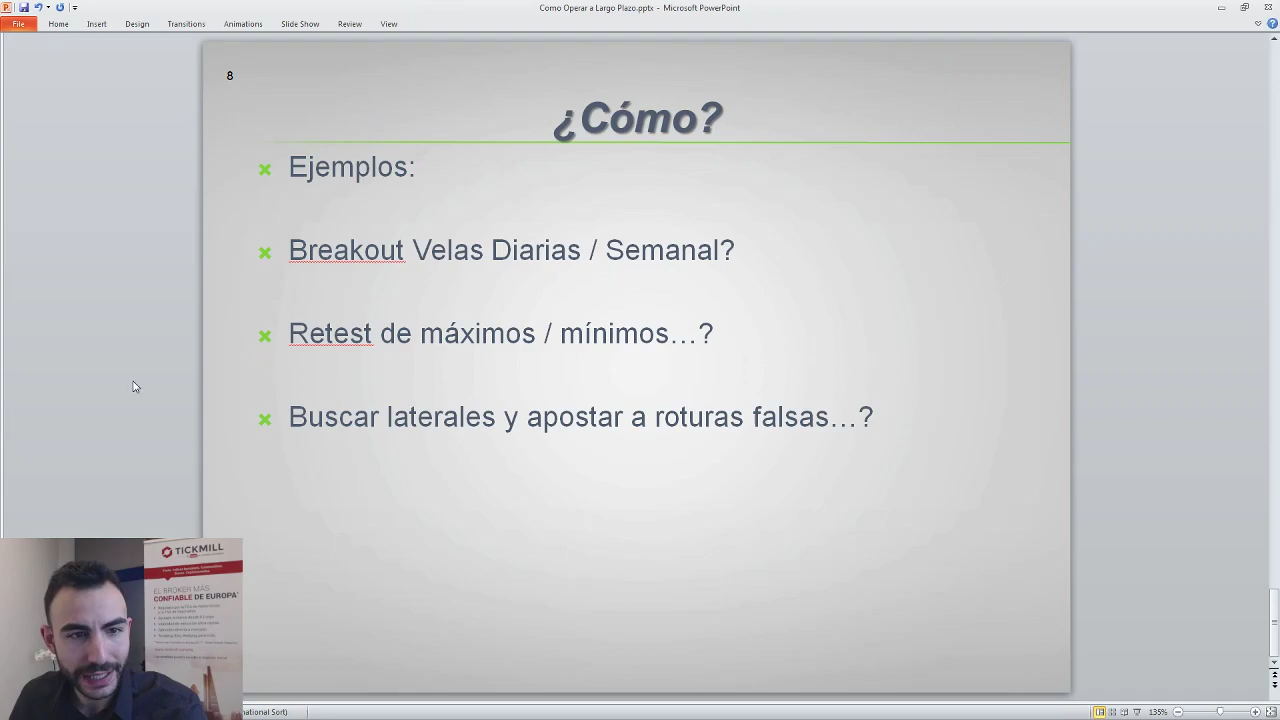 Como Operar a Largo Plazo.pptx - Microsoft PowerPoint
File Home Insert Design Transitions Animations Slide Show Review View
8
¿Cómo?
Ejemplos:
Breakout Velas Diarias / Semanal?
Retest de máximos / mínimos…?
Buscar laterales y apostar a roturas falsas…?
TICKMILL
EL BROKER MÁS
CONFIABLE DE EUROPA*
national Sort)
135%